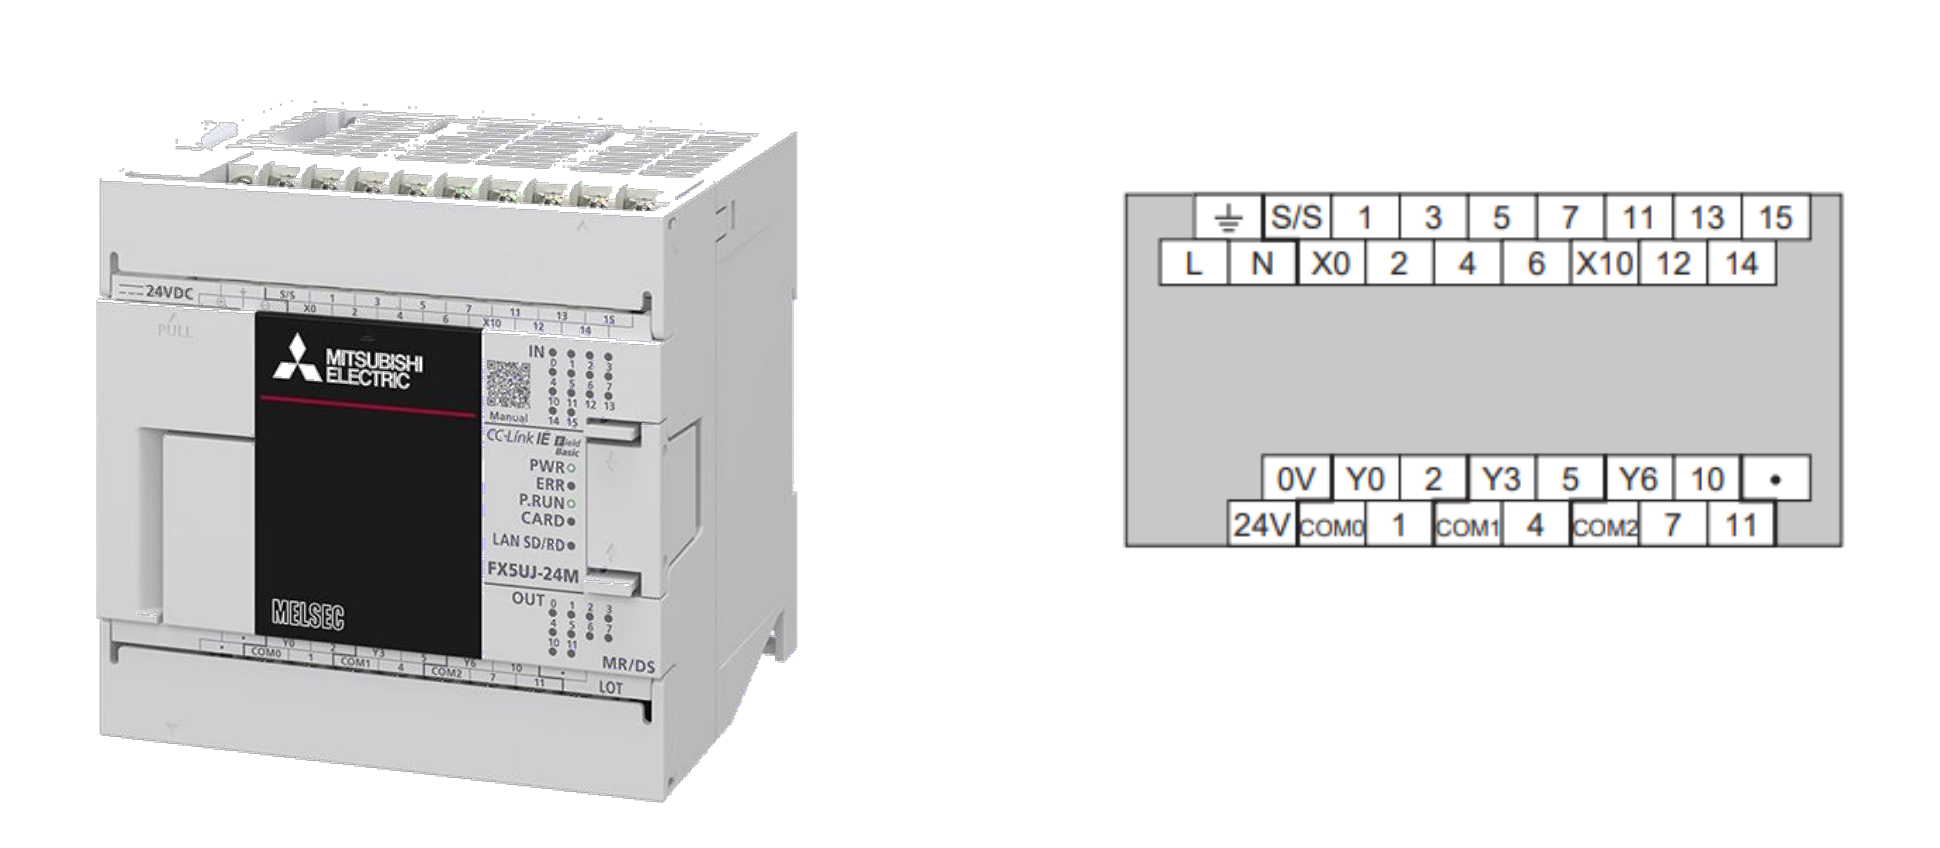 24VDC
+
S/S 1 3 5 7 11 13 15
X0 2 4 6 X10 12 14
PULL
MITSUBISHI
ELECTRIC
IN
0 1 2 3
4 5 6 7
10 11 12 13
14 15
Manual
CC-Link IE Field
Basic
PWR
ERR
P.RUN
CARD
LAN SD/RD
FX5UJ-24M
OUT
0 1 2 3
4 5 6 7
10 11
MELSEC
MR/DS
Y0 2 Y3 5 Y6 10
COM0 1 COM1 4 COM2 7 11
LOT
S/S 1 3 5 7 11 13 15
L N X0 2 4 6 X10 12 14
0V Y0 2 Y3 5 Y6 10 •
24V COM0 1 COM1 4 COM2 7 11